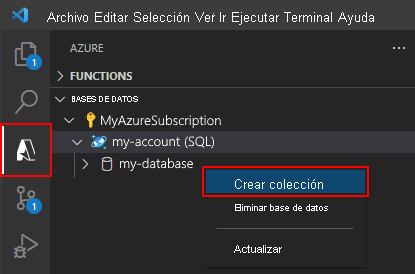 Archivo Editar Selección Ver Ir Ejecutar Terminal Ayuda
AZURE
1
FUNCTIONS
BASES DE DATOS
MyAzureSubscription
my-account (SQL)
my-database
Crear colección
Eliminar base de datos
1
Actualizar